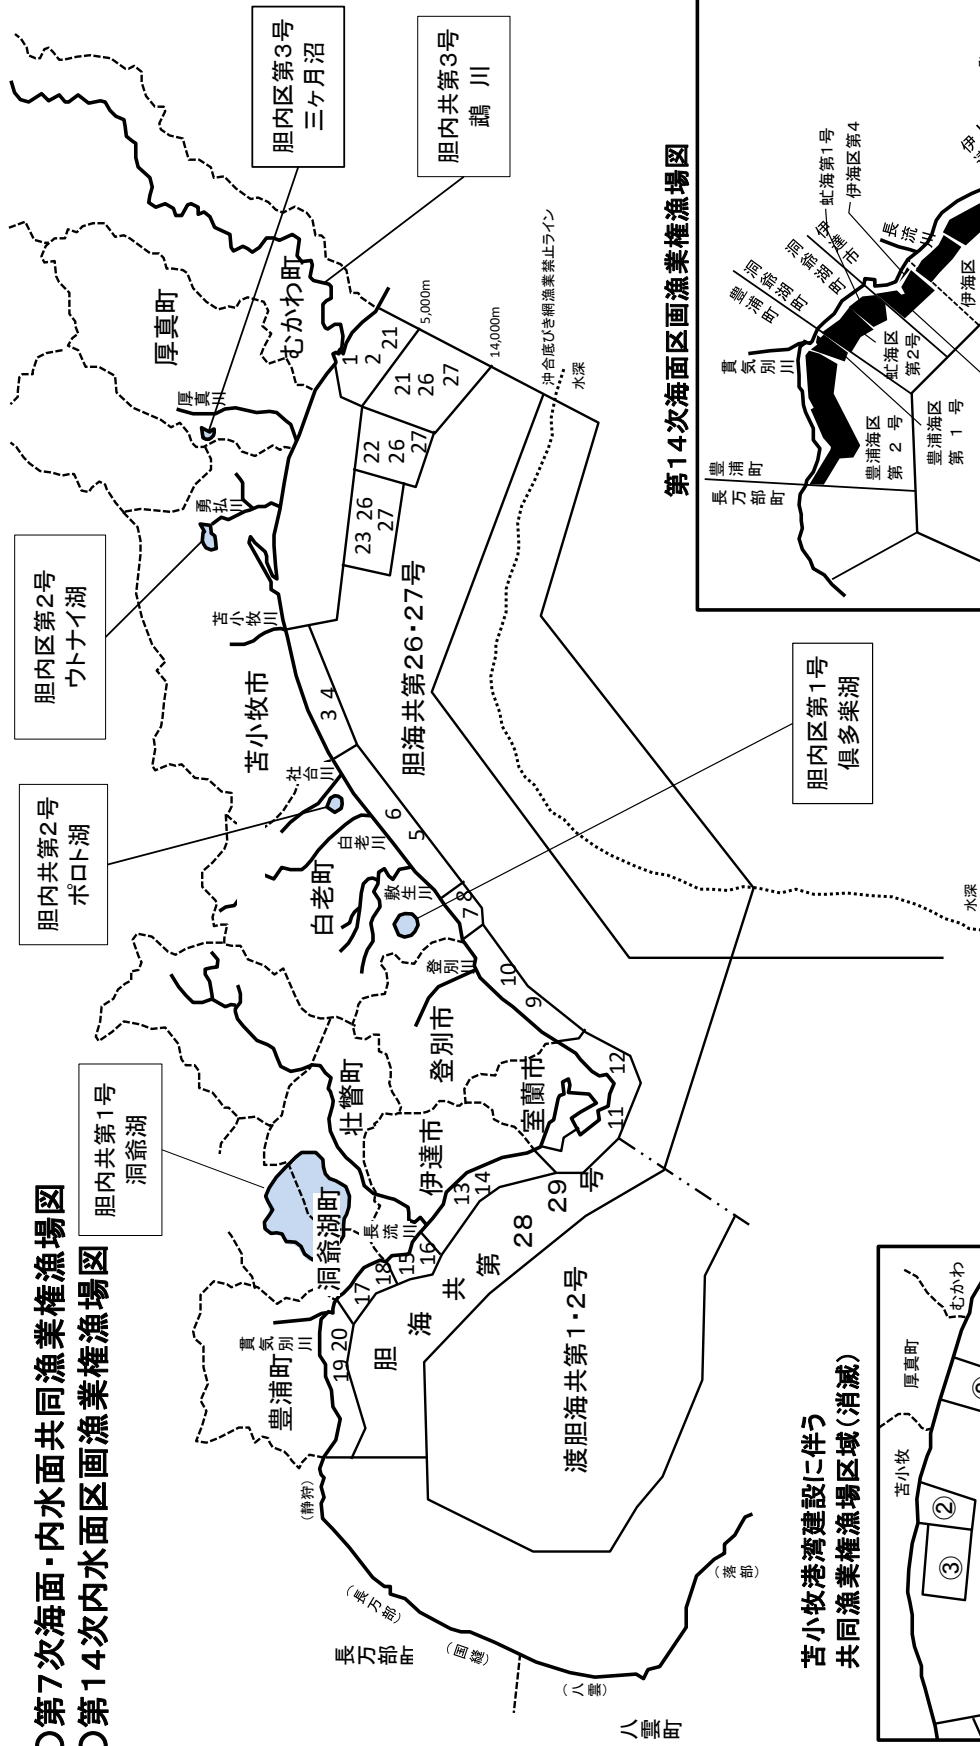 ○第7次海面・内水面共同漁業権漁場図
○第14次内水面区画漁業権漁場図
胆内共第1号
洞爺湖
胆内共第2号
ポロト湖
胆内区第2号
ウトナイ湖
胆内区第3号
三ヶ月沼
胆内共第3号
鵡 川
胆内区第1号
倶多楽湖
豊浦町
洞爺湖町
壮瞥町
伊達市
登別市
室蘭市
白老町
苫小牧市
厚真町
むかわ町
長万部町
八雲町
貫気別川
長流川
登別川
敷生川
白老川
社台川
苫小牧川
勇払川
厚真川
(静狩)
(長万部)
(国縫)
(八雲)
(落部)
19 20
17
18
15
16
13
14
11
12
9
10
7
8
5
6
3 4
23 26
27
22
26
27
21
26
27
1
2
21
5,000m
14,000m
沖合底びき網漁業禁止ライン
水深
水深
胆海共第26・27号
胆海共第28 29号
渡胆海共第1・2号
第14次海面区画漁業権漁場図
長万部町
豊浦町
豊浦町
洞爺湖町
洞爺湖町
伊達市
貫気別川
長流川
虻海第1号
伊海区第4
豊浦海区
第 2 号
豊浦海区
第 1 号
虻海区
第2号
伊海区
苫小牧港湾建設に伴う
共同漁業権漁場区域(消滅)
苫小牧
厚真町
むかわ
③
②